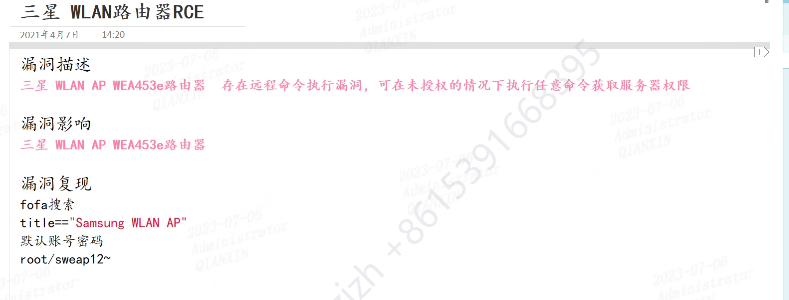 三星 WLAN路由器RCE
2021年4月7日 14:20
漏洞描述
三星 WLAN AP WEA453e路由器 存在远程命令执行漏洞，可在未授权的情况下执行任意命令获取服务器权限
漏洞影响
三星 WLAN AP WEA453e路由器
漏洞复现
fofa搜索
title=="Samsung WLAN AP"
默认账号密码
root/sweap12~
2023-07-06
Administrator
QIANXIN
rizh +8615391668395